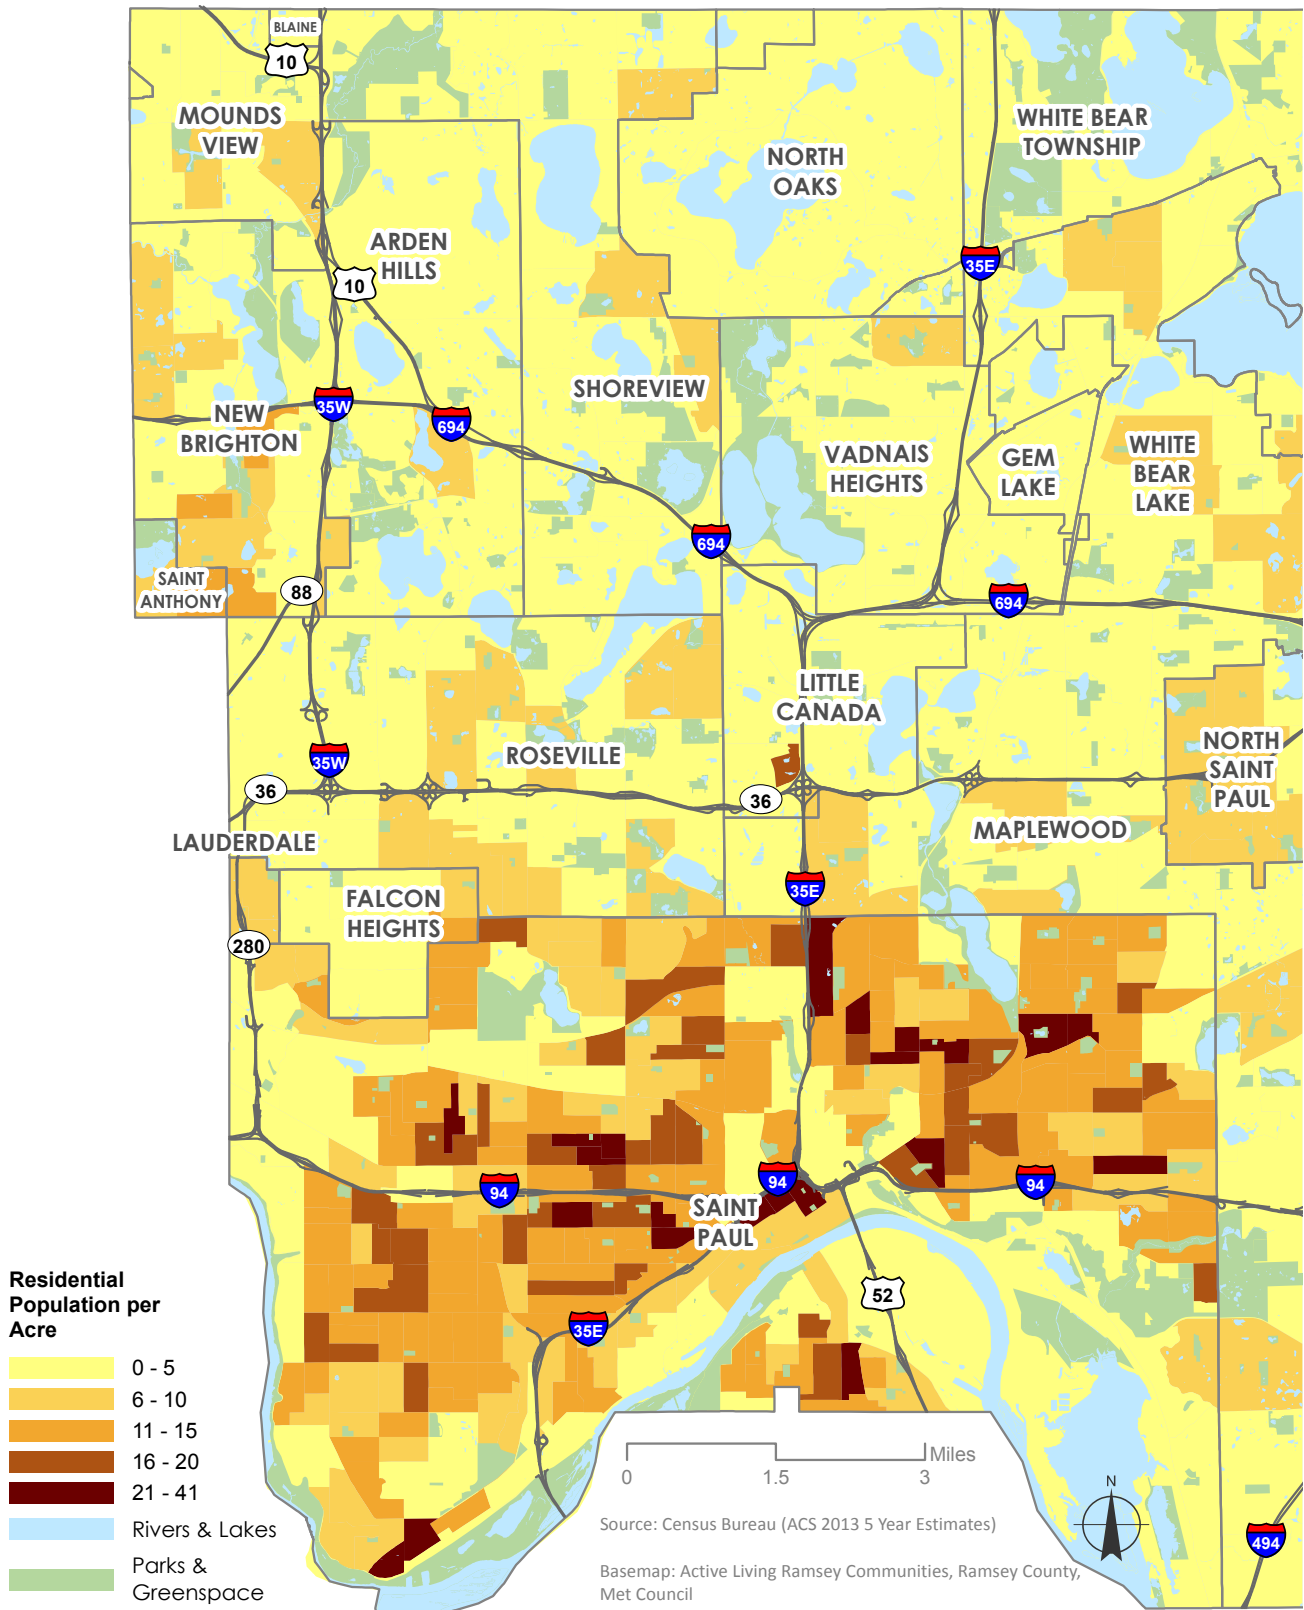 BLAINE
10
MOUNDS
VIEW
WHITE BEAR
TOWNSHIP
NORTH
OAKS
ARDEN
HILLS
10
35E
SHOREVIEW
35W
NEW
BRIGHTON
694
VADNAIS
HEIGHTS
GEM
LAKE
WHITE
BEAR
LAKE
694
SAINT
ANTHONY
88
694
LITTLE
CANADA
35W
ROSEVILLE
NORTH
SAINT
PAUL
36
36
MAPLEWOOD
LAUDERDALE
35E
FALCON
HEIGHTS
280
94
94
94
SAINT
PAUL
52
35E
Residential
Population per
Acre
0 - 5
6 - 10
11 - 15
16 - 20
21 - 41
Rivers & Lakes
Parks &
Greenspace
Miles
0 1.5 3
N
494
Source: Census Bureau (ACS 2013 5 Year Estimates)
Basemap: Active Living Ramsey Communities, Ramsey County,
Met Council